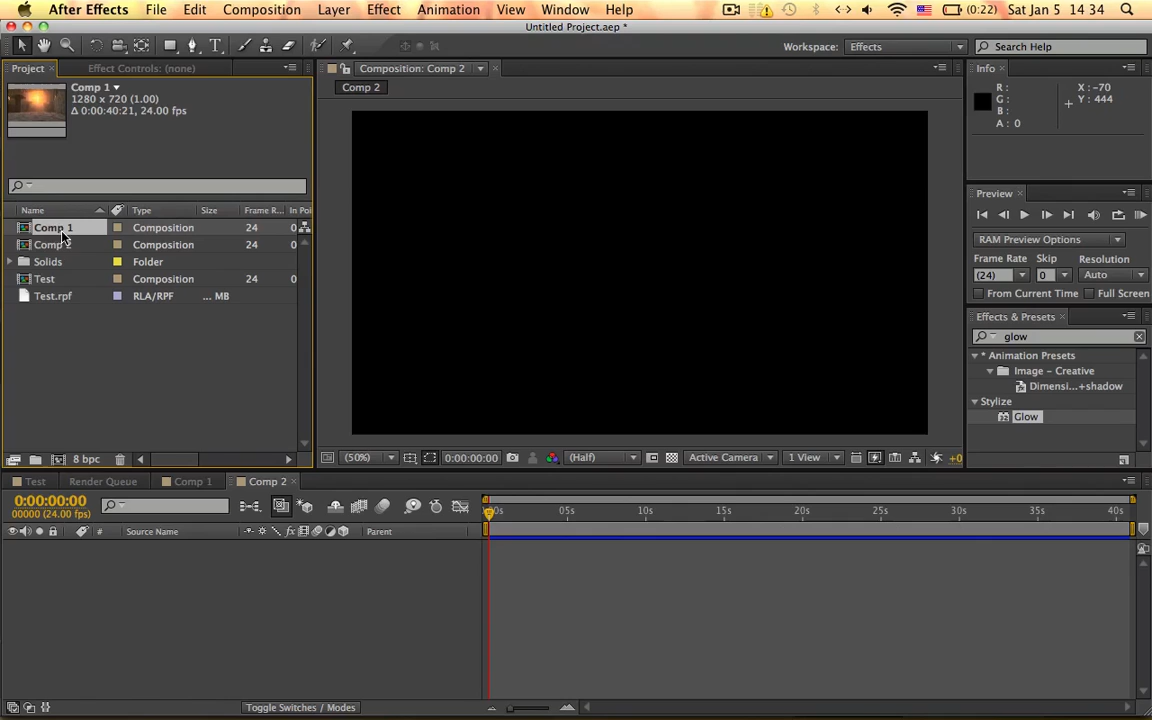 After Effects File Edit Composition Layer Effect Animation View Window Help (0:22) Sat Jan 5 14 34
Untitled Project.aep *
Workspace: Effects Search Help
Project Effect Controls: (none) Composition: Comp 2 Info
Comp 1
1280 x 720 (1.00)
Δ 0:00:40:21, 24.00 fps
Comp 2
R: X: -70
G: Y: 444
B:
A: 0
Preview
RAM Preview Options
Frame Rate Skip Resolution
(24) 0 Auto
From Current Time Full Screen
Effects & Presets
glow
* Animation Presets
Image – Creative
Dimensi...+shadow
Stylize
Glow
Name Type Size Frame R... In Poi
Comp 1 Composition 24 0
Comp Composition 24 0
Solids Folder
Test Composition 24 0
Test.rpf RLA/RPF ... MB
8 bpc (50%) 0:00:00:00 (Half) Active Camera 1 View +0
Test Render Queue Comp 1 Comp 2
0:00:00:00
00000 (24.00 fps)
# Source Name Parent
:00s 05s 10s 15s 20s 25s 30s 35s 40s
Toggle Switches / Modes